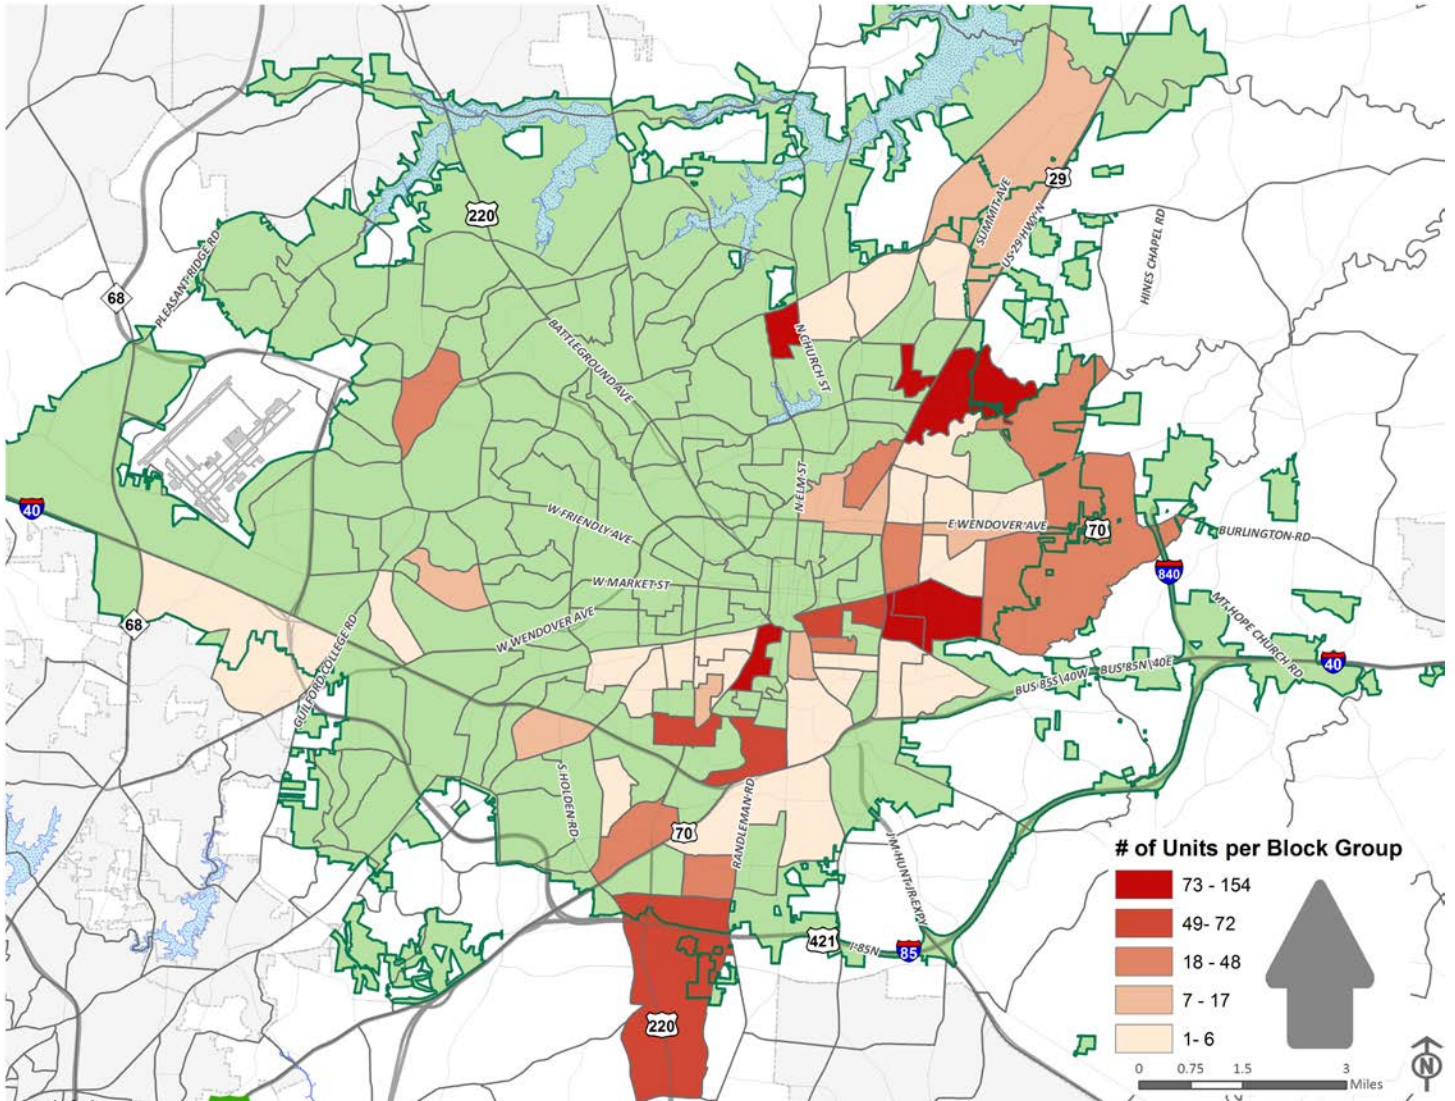 29
SUMMIT AVE
US 29 HWY N
220
HINES CHAPEL RD
PLEASANT RIDGE RD
68
BATTLEGROUND AVE
N CHURCH ST
40
N ELM ST
W FRIENDLY AVE
E WENDOVER AVE
70
BURLINGTON RD
W MARKET ST
840
68
W WENDOVER AVE
GUILFORD COLLEGE RD
MT HOPE CHURCH RD
40
BUS 85S\40W
BUS 85N\40E
S HOLDEN RD
70
RANDLEMAN RD
J M HUNT JR EXPY
421
I-85N
85
220
# of Units per Block Group
73 - 154
49- 72
18 - 48
7 - 17
1- 6
0 0.75 1.5 3
Miles
N